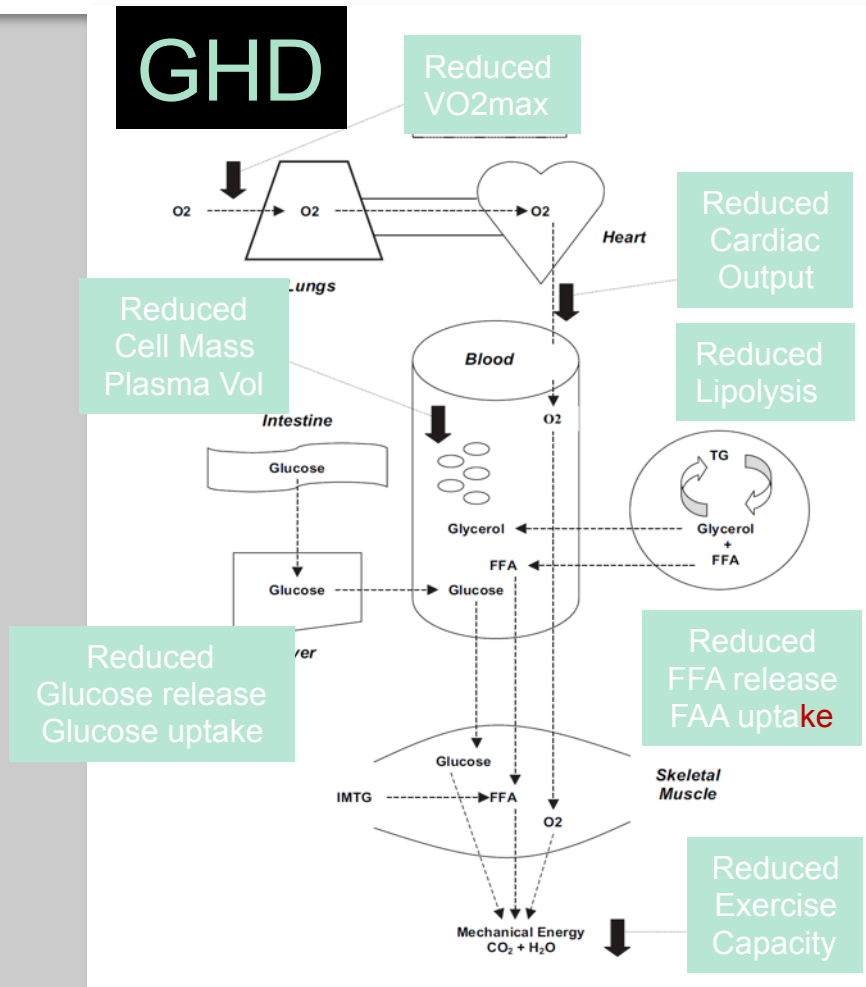 GHD
Reduced
VO2max
O2
O2
O2
Heart
Reduced
Cardiac
Output
Lungs
Reduced
Cell Mass
Plasma Vol
Blood
Reduced
Lipolysis
Intestine
O2
Glucose
TG
Glycerol
Glycerol
+
FFA
FFA
Glucose
Glucose
Reduced
Glucose release
Glucose uptake
Reduced
FFA release
FAA uptake
Glucose
Skeletal
Muscle
IMTG
FFA
O2
Reduced
Exercise
Capacity
Mechanical Energy
CO₂ + H₂O